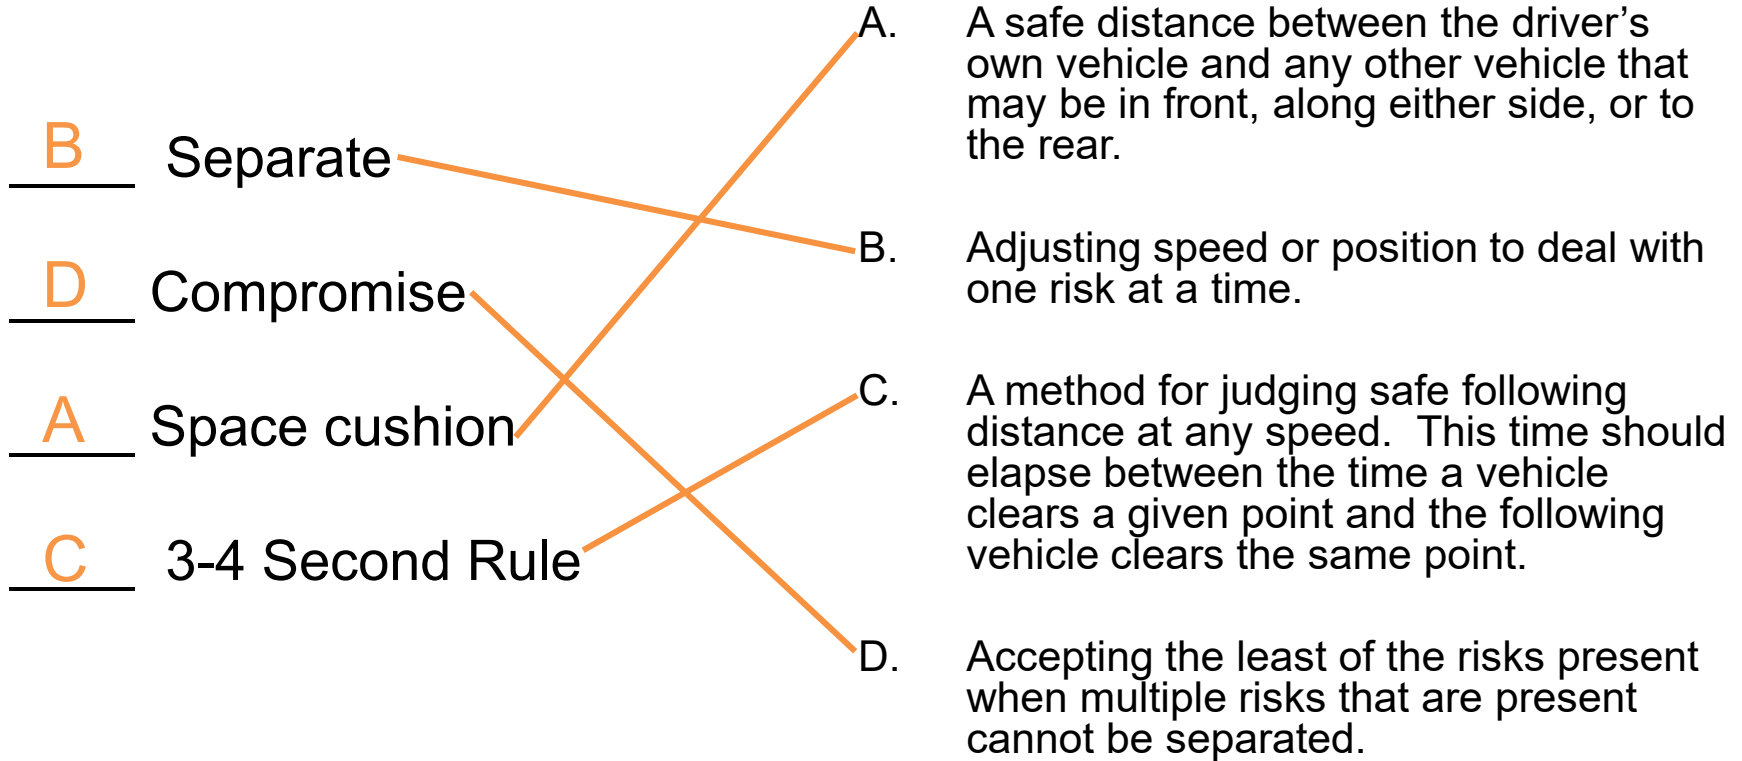 B Separate
D Compromise
A Space cushion
C 3-4 Second Rule
A. A safe distance between the driver’s
own vehicle and any other vehicle that
may be in front, along either side, or to
the rear.
B. Adjusting speed or position to deal with
one risk at a time.
C. A method for judging safe following
distance at any speed.  This time should
elapse between the time a vehicle
clears a given point and the following
vehicle clears the same point.
D. Accepting the least of the risks present
when multiple risks that are present
cannot be separated.